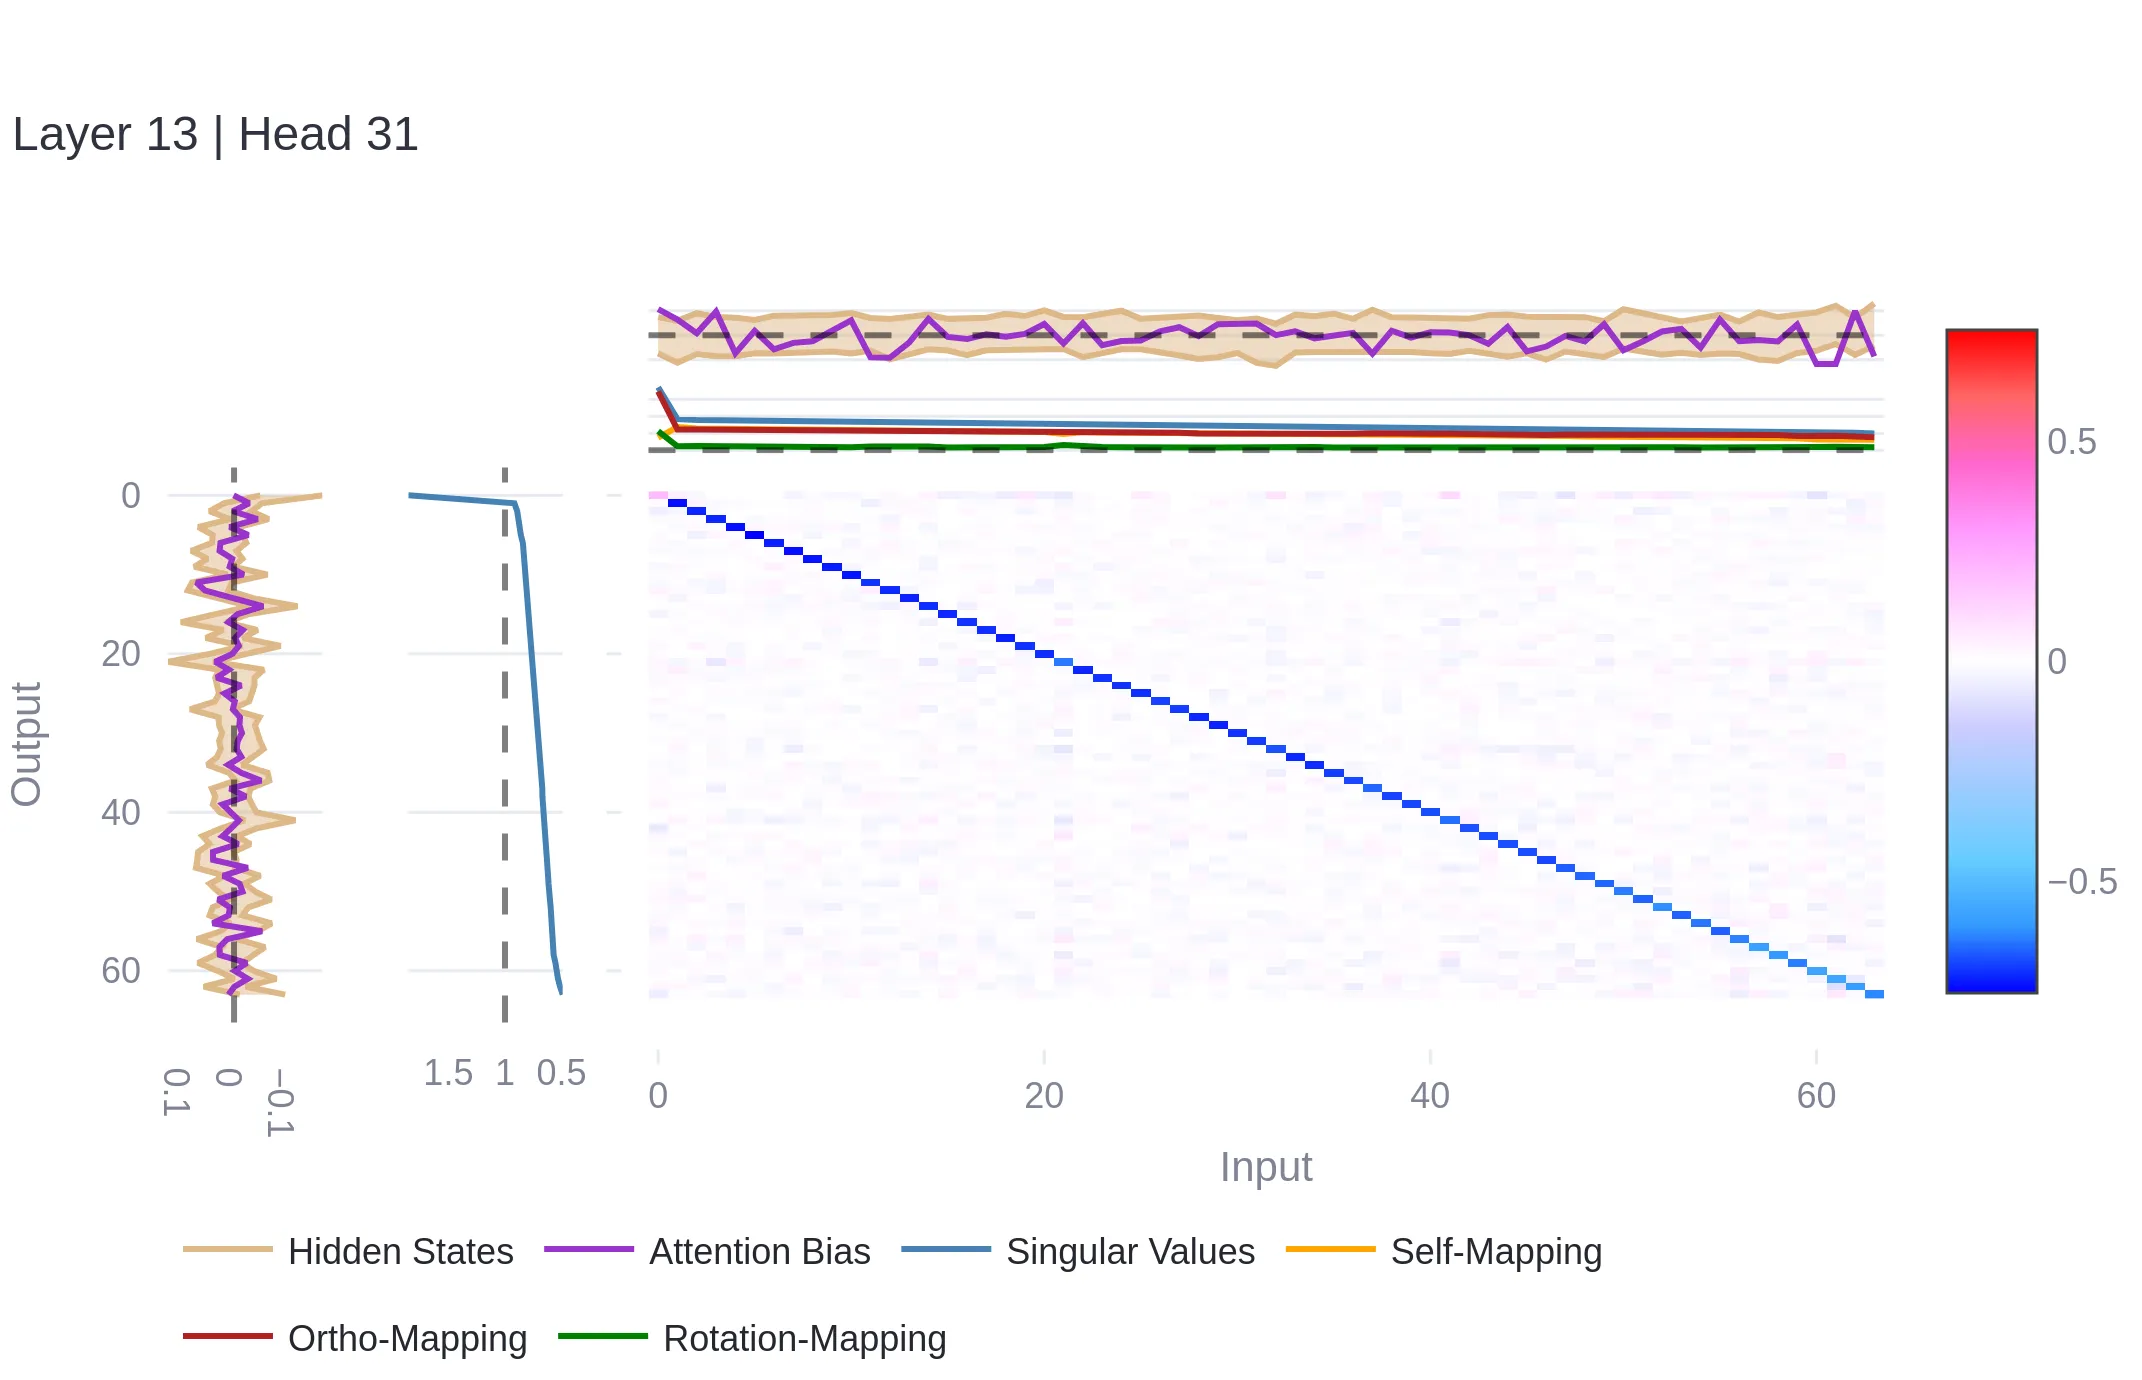 Layer 13 | Head 31
0
20
40
60
Output
0.1
0
−0.1
1.5 1 0.5
0 20 40 60
Input
0.5
0
−0.5
Hidden States Attention Bias Singular Values Self-Mapping
Ortho-Mapping Rotation-Mapping